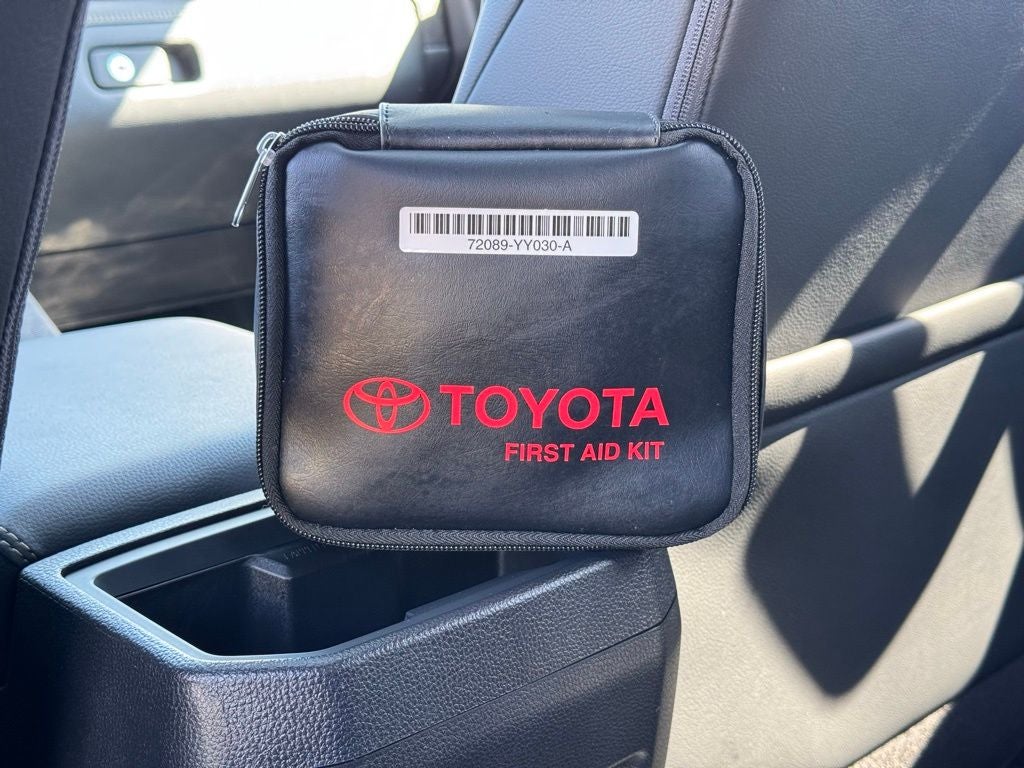 72089-YY030-A
TOYOTA
FIRST AID KIT